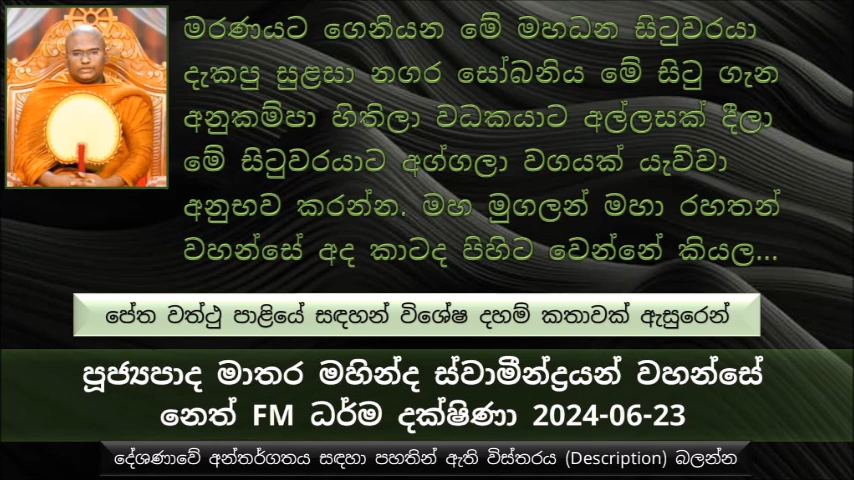 මරණයට ගෙනියන මේ මහධන සිටුවරයා
දැකපු සුළසා නගර සෝබනිය මේ සිටු ගැන
අනුකම්පා හිතිලා වධකයාට අල්ලසක් දීලා
මේ සිටුවරයාට අග්ගලා වගයක් යැව්වා
අනුභව කරන්න. මහ මුගලන් මහා රහතන්
වහන්සේ අද කාටද පිහිට වෙන්නේ කියල...
පේත වත්ථු පාළියේ සඳහන් විශේෂ දහම් කතාවක් ඇසුරෙන්
පූජ්‍යපාද මාතර මහින්ද ස්වාමීන්ද්‍රයන් වහන්සේ
නෙත් FM ධර්ම දක්ෂිණා 2024-06-23
දේශණාවේ අන්තර්ගතය සඳහා පහතින් ඇති විස්තරය (Description) බලන්න